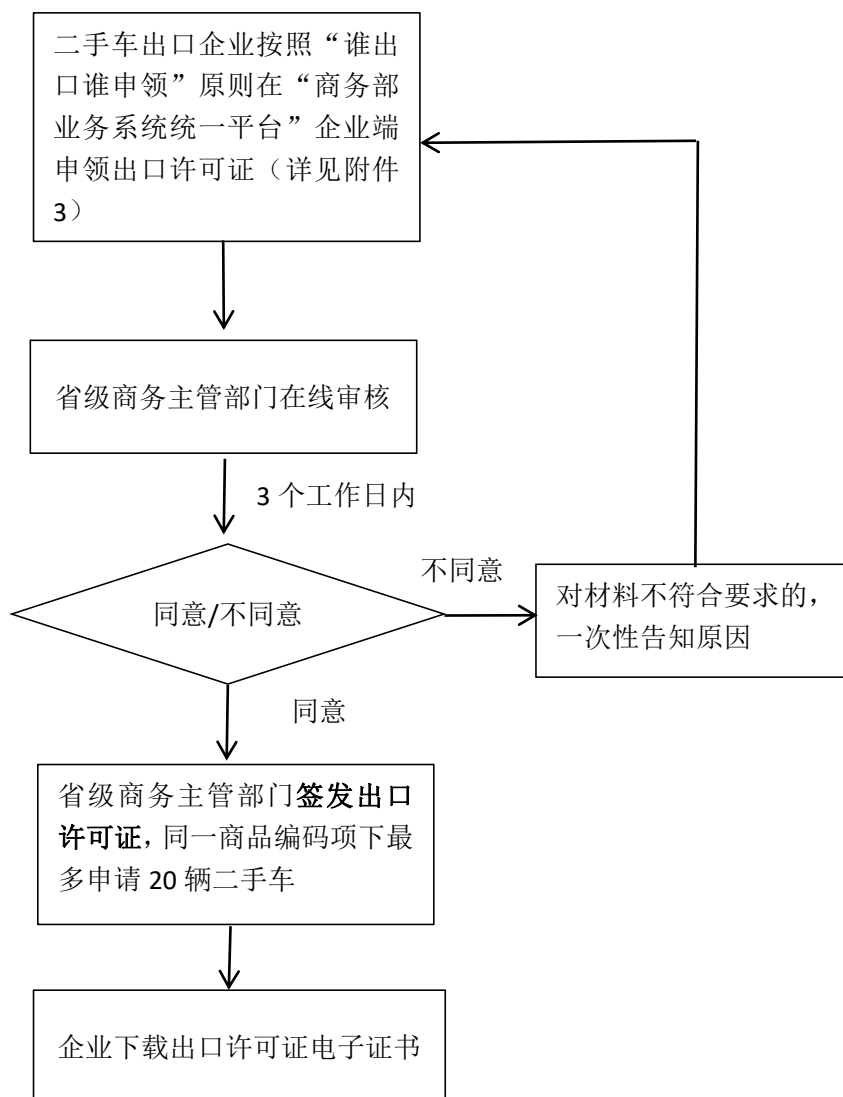 二手车出口企业按照“谁出
口谁申领”原则在“商务部
业务系统统一平台”企业端
申领出口许可证（详见附件
3）
省级商务主管部门在线审核
3 个工作日内
同意/不同意
不同意
对材料不符合要求的，
一次性告知原因
同意
省级商务主管部门签发出口
许可证，同一商品编码项下最
多申请 20 辆二手车
企业下载出口许可证电子证书